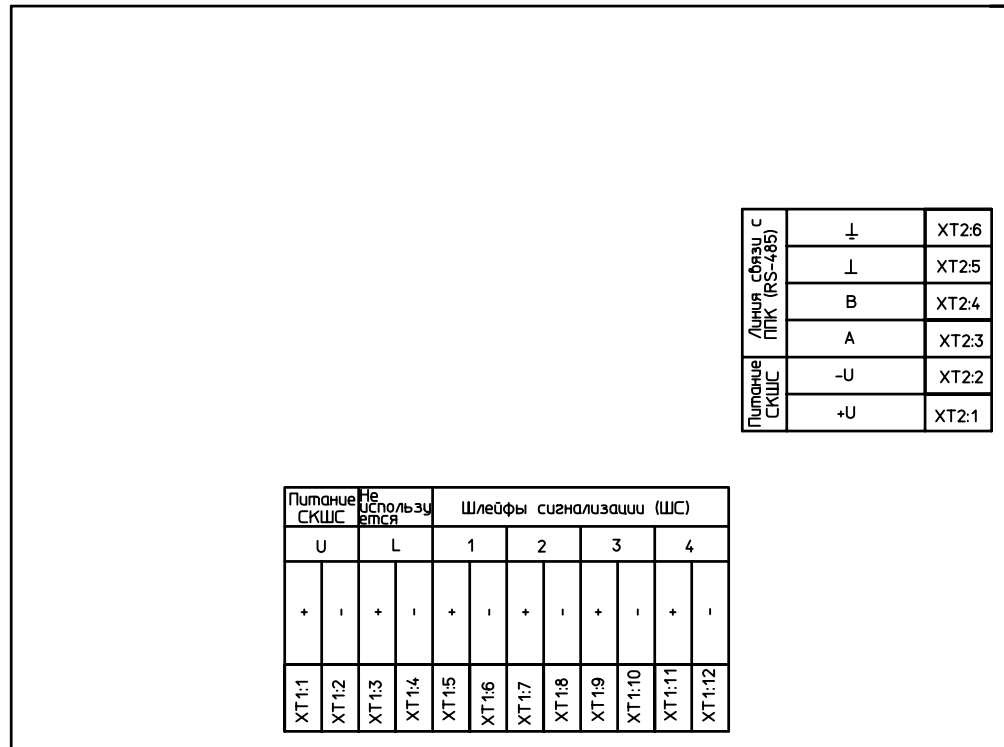 Линия связи с
ППК (RS-485)
⏚ XT2:6
⊥ XT2:5
B XT2:4
A XT2:3
Питание
СКШС
-U XT2:2
+U XT2:1
Питание
СКШС
Не
использу
ется
Шлейфы сигнализации (ШС)
U L 1 2 3 4
+ - + - + - + - + - + -
XT1:1 XT1:2 XT1:3 XT1:4 XT1:5 XT1:6 XT1:7 XT1:8 XT1:9 XT1:10 XT1:11 XT1:12